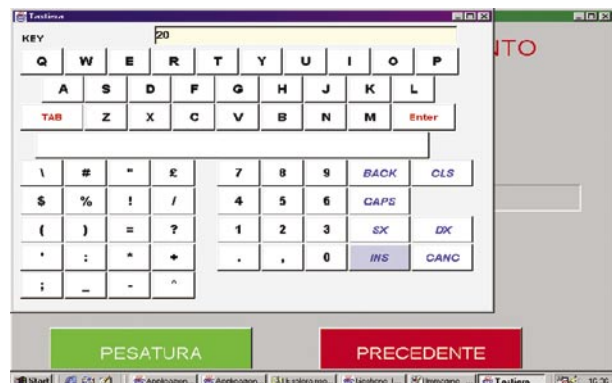 Tastiera
KEY 20
NTO
Q W E R T Y U I O P
A S D F G H J K L
TAB Z X C V B N M Enter
\ # " £ 7 8 9 BACK CLS
$ % ! / 4 5 6 CAPS
( ) = ? 1 2 3 SX DX
: * + . , 0 INS CANC
; _ - ^
PESATURA PRECEDENTE
Start Tastiera